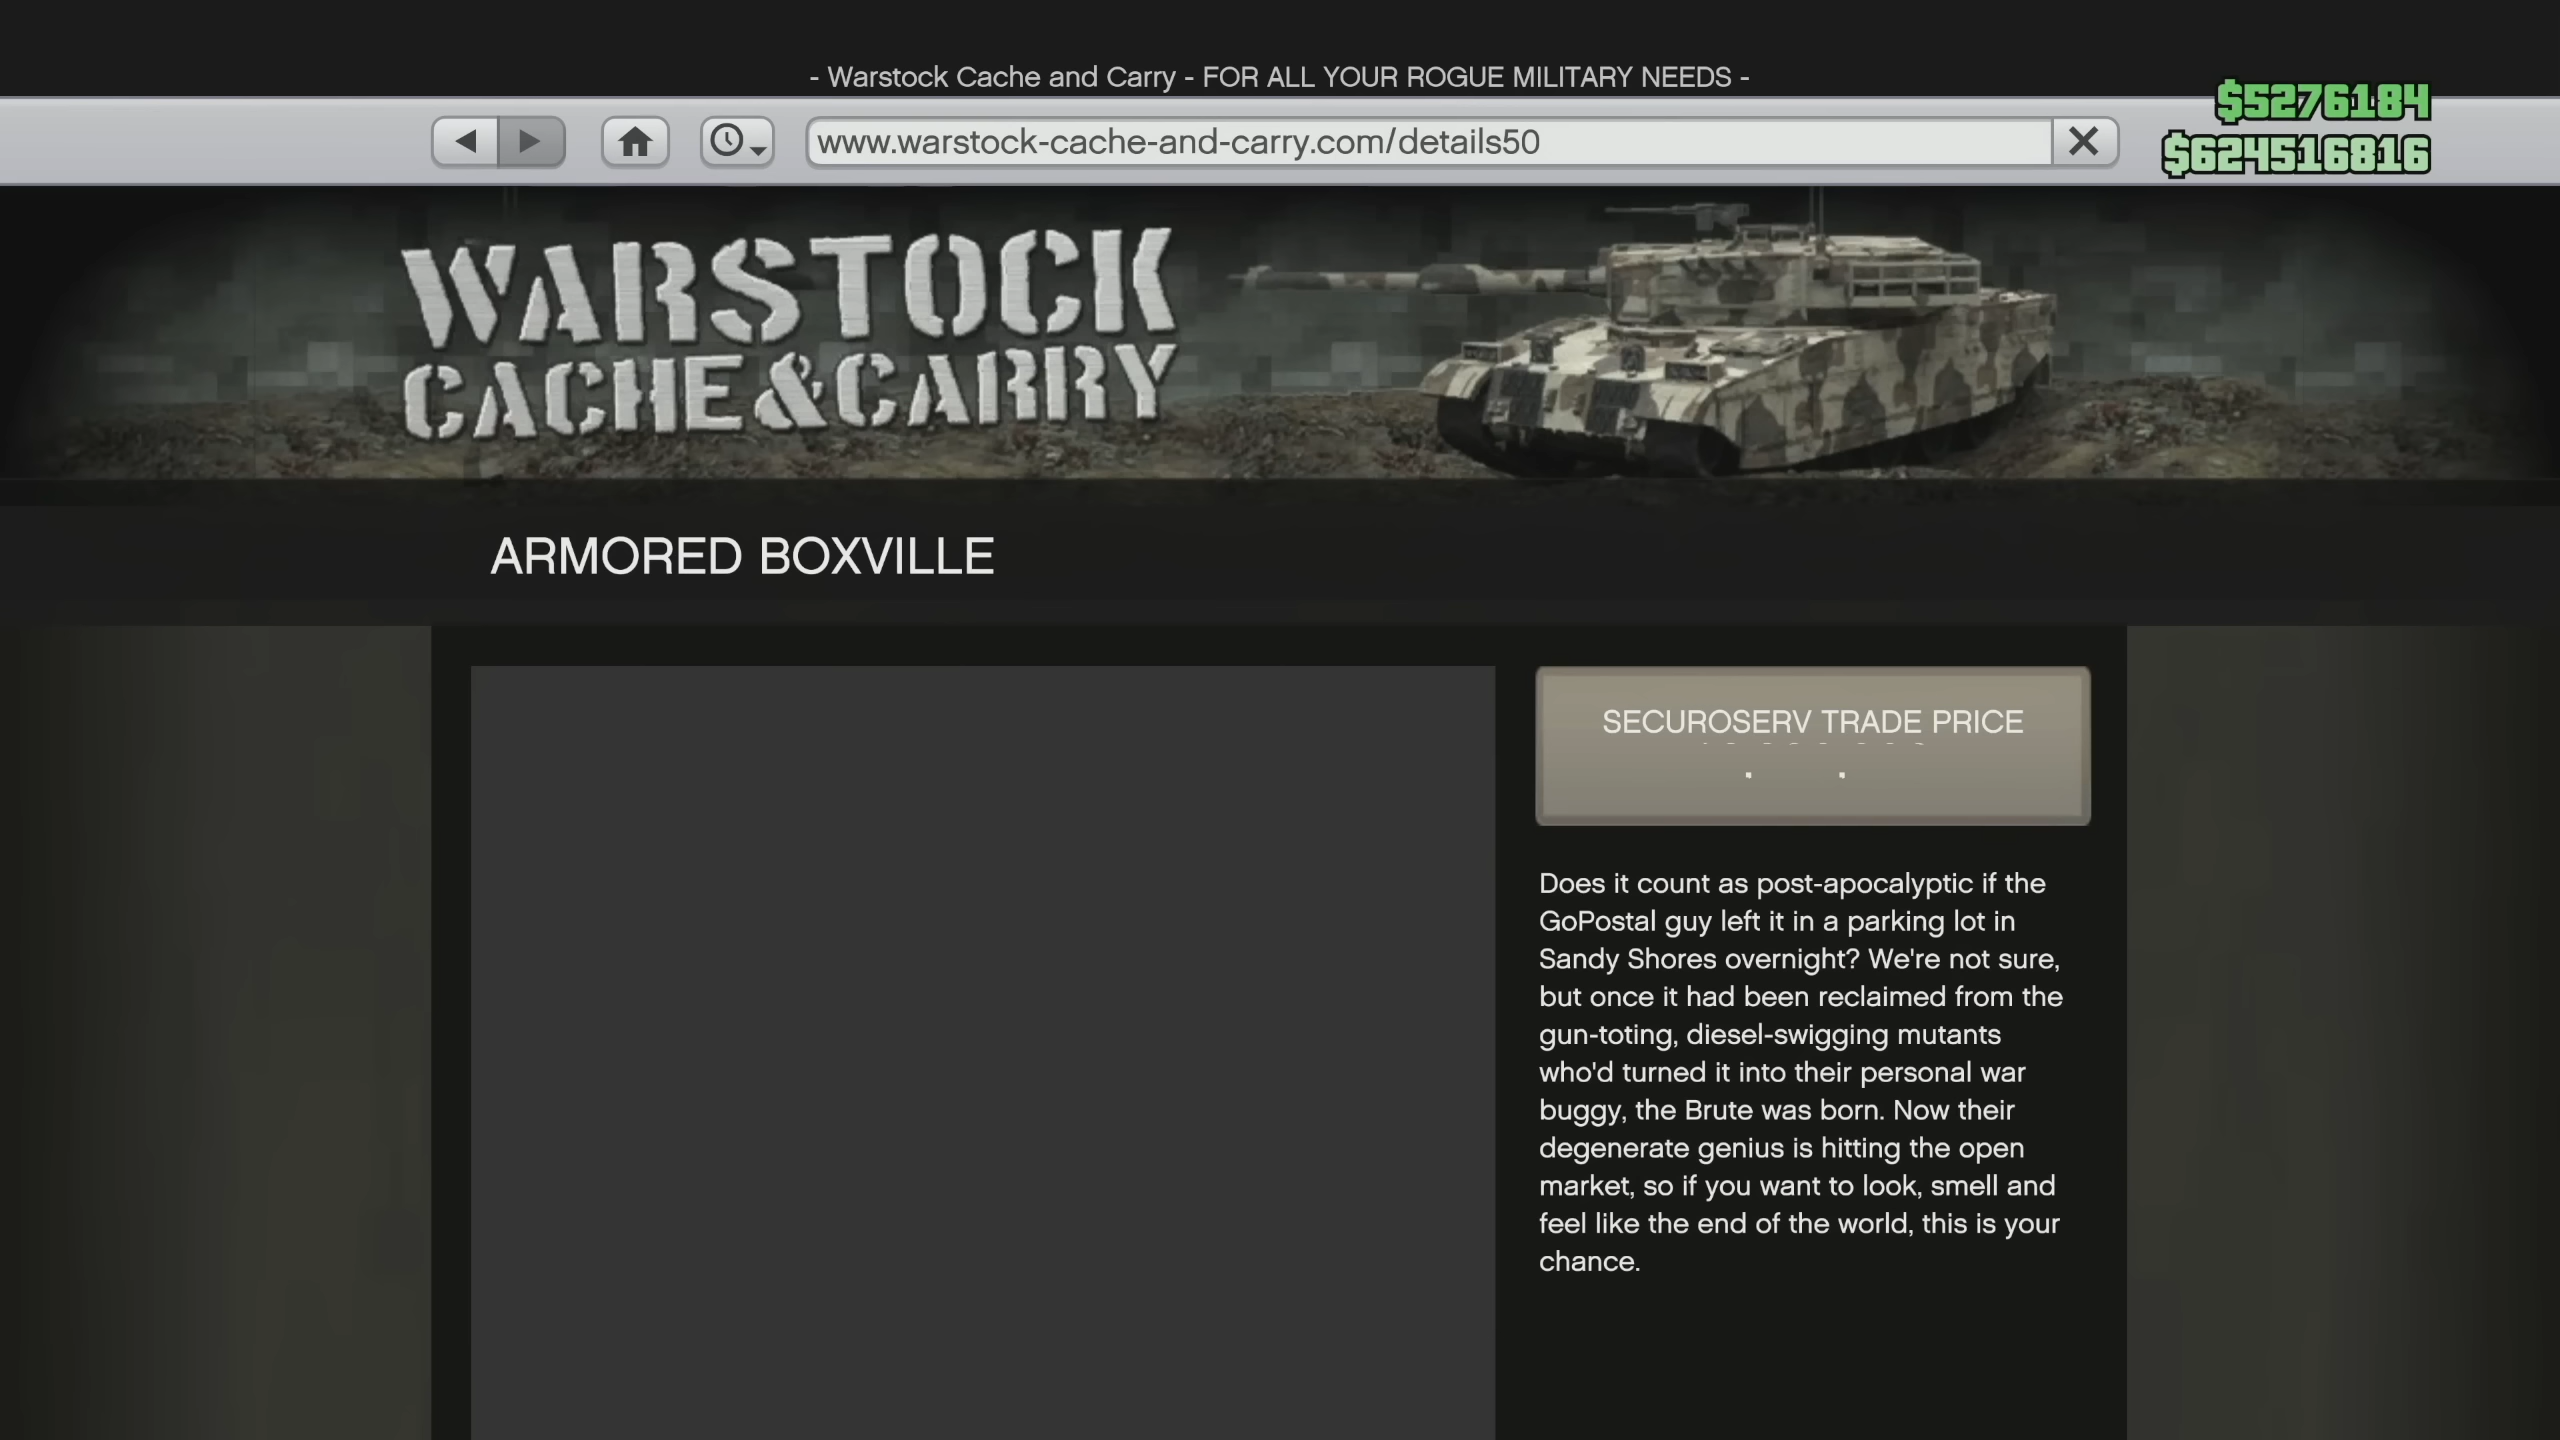 - Warstock Cache and Carry - FOR ALL YOUR ROGUE MILITARY NEEDS -
www.warstock-cache-and-carry.com/details50
$5276184
$624516816
WARSTOCK
CACHE&CARRY
ARMORED BOXVILLE
SECUROSERV TRADE PRICE
Does it count as post-apocalyptic if the
GoPostal guy left it in a parking lot in
Sandy Shores overnight? We're not sure,
but once it had been reclaimed from the
gun-toting, diesel-swigging mutants
who'd turned it into their personal war
buggy, the Brute was born. Now their
degenerate genius is hitting the open
market, so if you want to look, smell and
feel like the end of the world, this is your
chance.